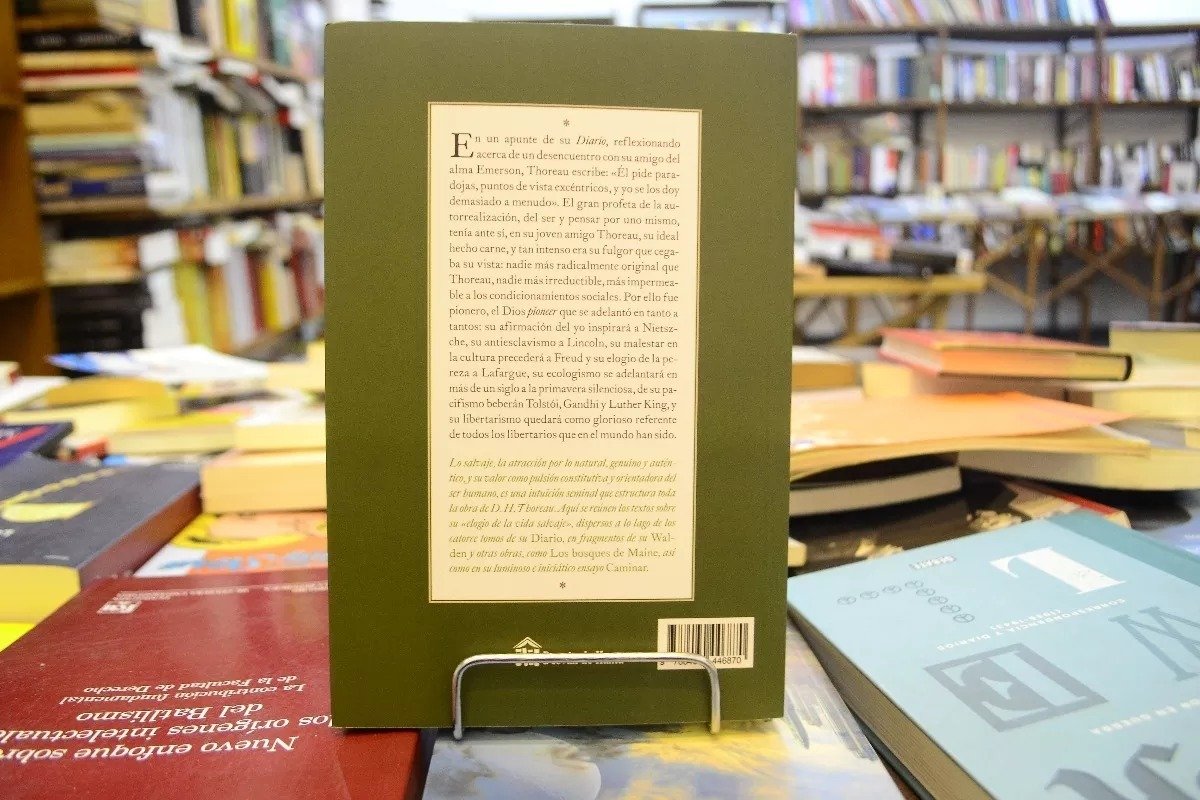 *
En un apunte de su Diario, reflexionando
acerca de un desencuentro con su amigo del
alma Emerson, Thoreau escribe: «Él pide para-
dojas, puntos de vista excéntricos, y yo se los doy
demasiado a menudo». El gran profeta de la au-
torrealización, del ser y pensar por uno mismo,
tenía ante sí, en su joven amigo Thoreau, su ideal
hecho carne, y tan intenso era su fulgor que cega-
ba su vista: nadie más radicalmente original que
Thoreau, nadie más irreductible, más impermea-
ble a los condicionamientos sociales. Por ello fue
pionero, el Dios pioneer que se adelantó en tanto a
tantos: su afirmación del yo inspirará a Nietsz-
che, su antiesclavismo a Lincoln, su malestar en
la cultura precederá a Freud y su elogio de la pe-
reza a Lafargue, su ecologismo se adelantará en
más de un siglo a la primavera silenciosa, de su pa-
cifismo beberán Tolstói, Gandhi y Luther King, y
su libertarismo quedará como glorioso referente
de todos los libertarios que en el mundo han sido.
Lo salvaje, la atracción por lo natural, genuino y autén-
tico, y su valor como pulsión constitutiva y orientadora del
ser humano, es una intuición seminal que estructura toda
la obra de D. H. Thoreau. Aquí se reúnen los textos sobre
su «elogio de la vida salvaje», dispersos a lo lago de los
catorce tomos de su Diario, en fragmentos de su Wal-
den y otras obras, como Los bosques de Maine, así
como en su luminoso e iniciático ensayo Caminar.
*
446870
Nuevo enfoque sobre
los orígenes intelectuales
del Batllismo
La contribución fundamental
de la Facultad de Derecho
DEBATE
CORRESPONDENCIA Y DIARIOS